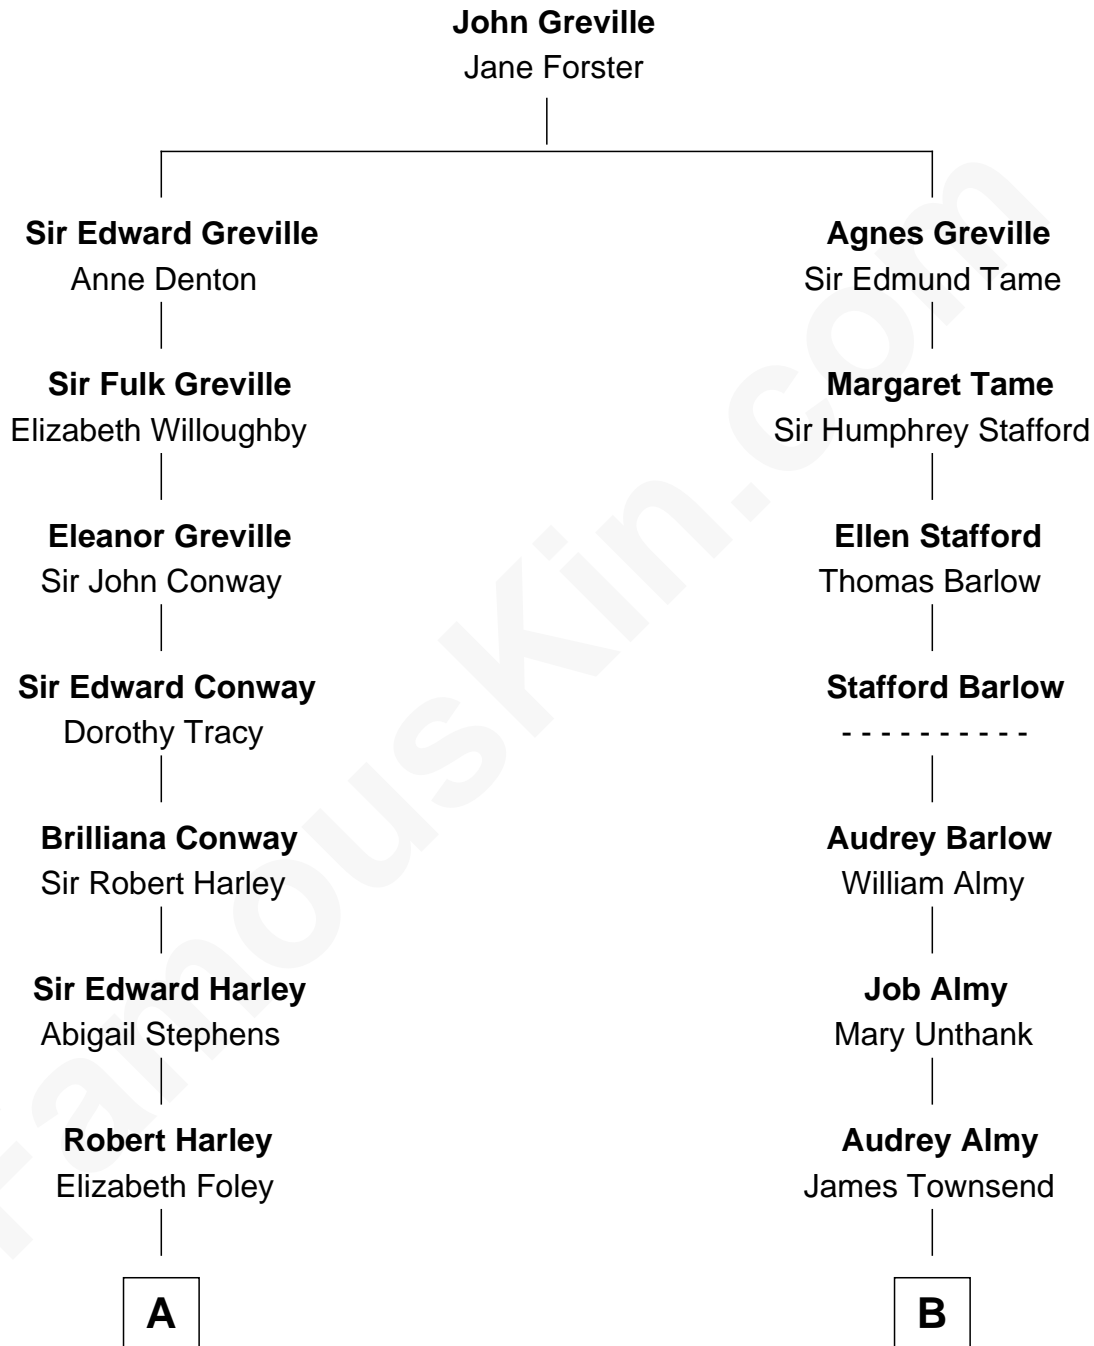 John Greville
Jane Forster
Sir Edward Greville
Anne Denton
Sir Fulk Greville
Elizabeth Willoughby
Eleanor Greville
Sir John Conway
Sir Edward Conway
Dorothy Tracy
Brilliana Conway
Sir Robert Harley
Sir Edward Harley
Abigail Stephens
Robert Harley
Elizabeth Foley
A
Agnes Greville
Sir Edmund Tame
Margaret Tame
Sir Humphrey Stafford
Ellen Stafford
Thomas Barlow
Stafford Barlow
- - - - - - - - - -
Audrey Barlow
William Almy
Job Almy
Mary Unthank
Audrey Almy
James Townsend
B
FamousKin.com